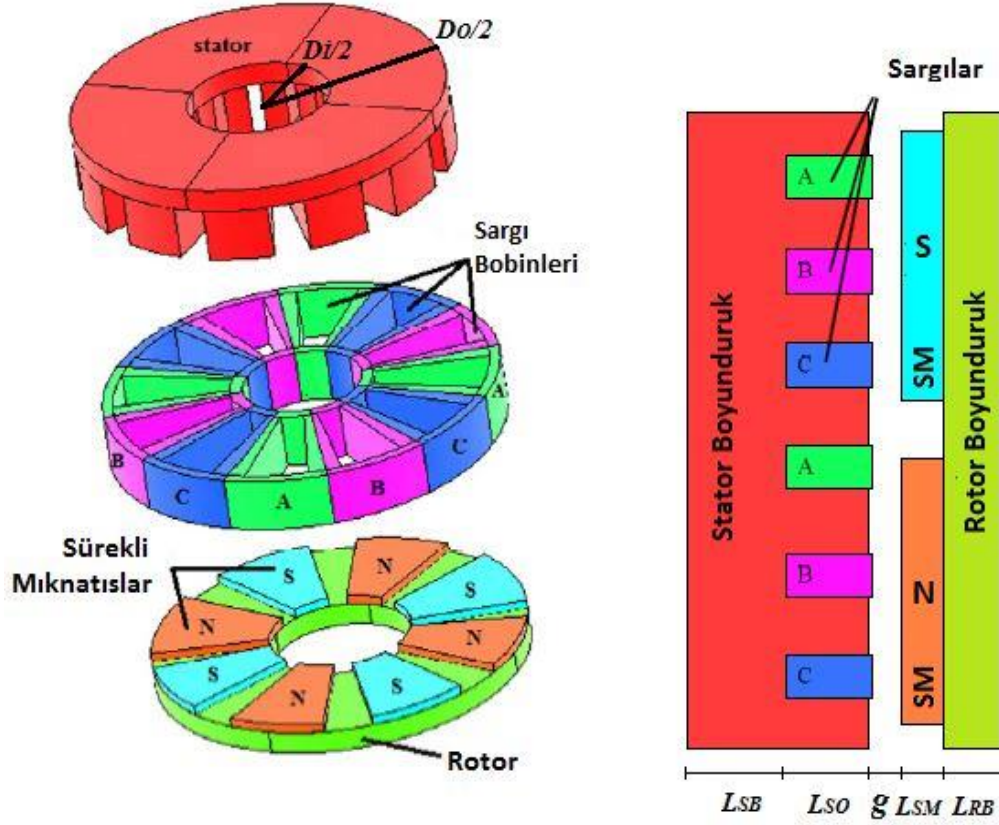 stator
Di/2
Do/2
Sargı
Bobinleri
A
B
C
A
B
C
Sürekli
Mıknatıslar
N
S
S
N
N
S
S
N
Rotor
Sargılar
A
B
C
A
B
C
Stator Boyunduruk
S
SM
N
SM
Rotor Boyunduruk
LSB LSO g LSM LRB